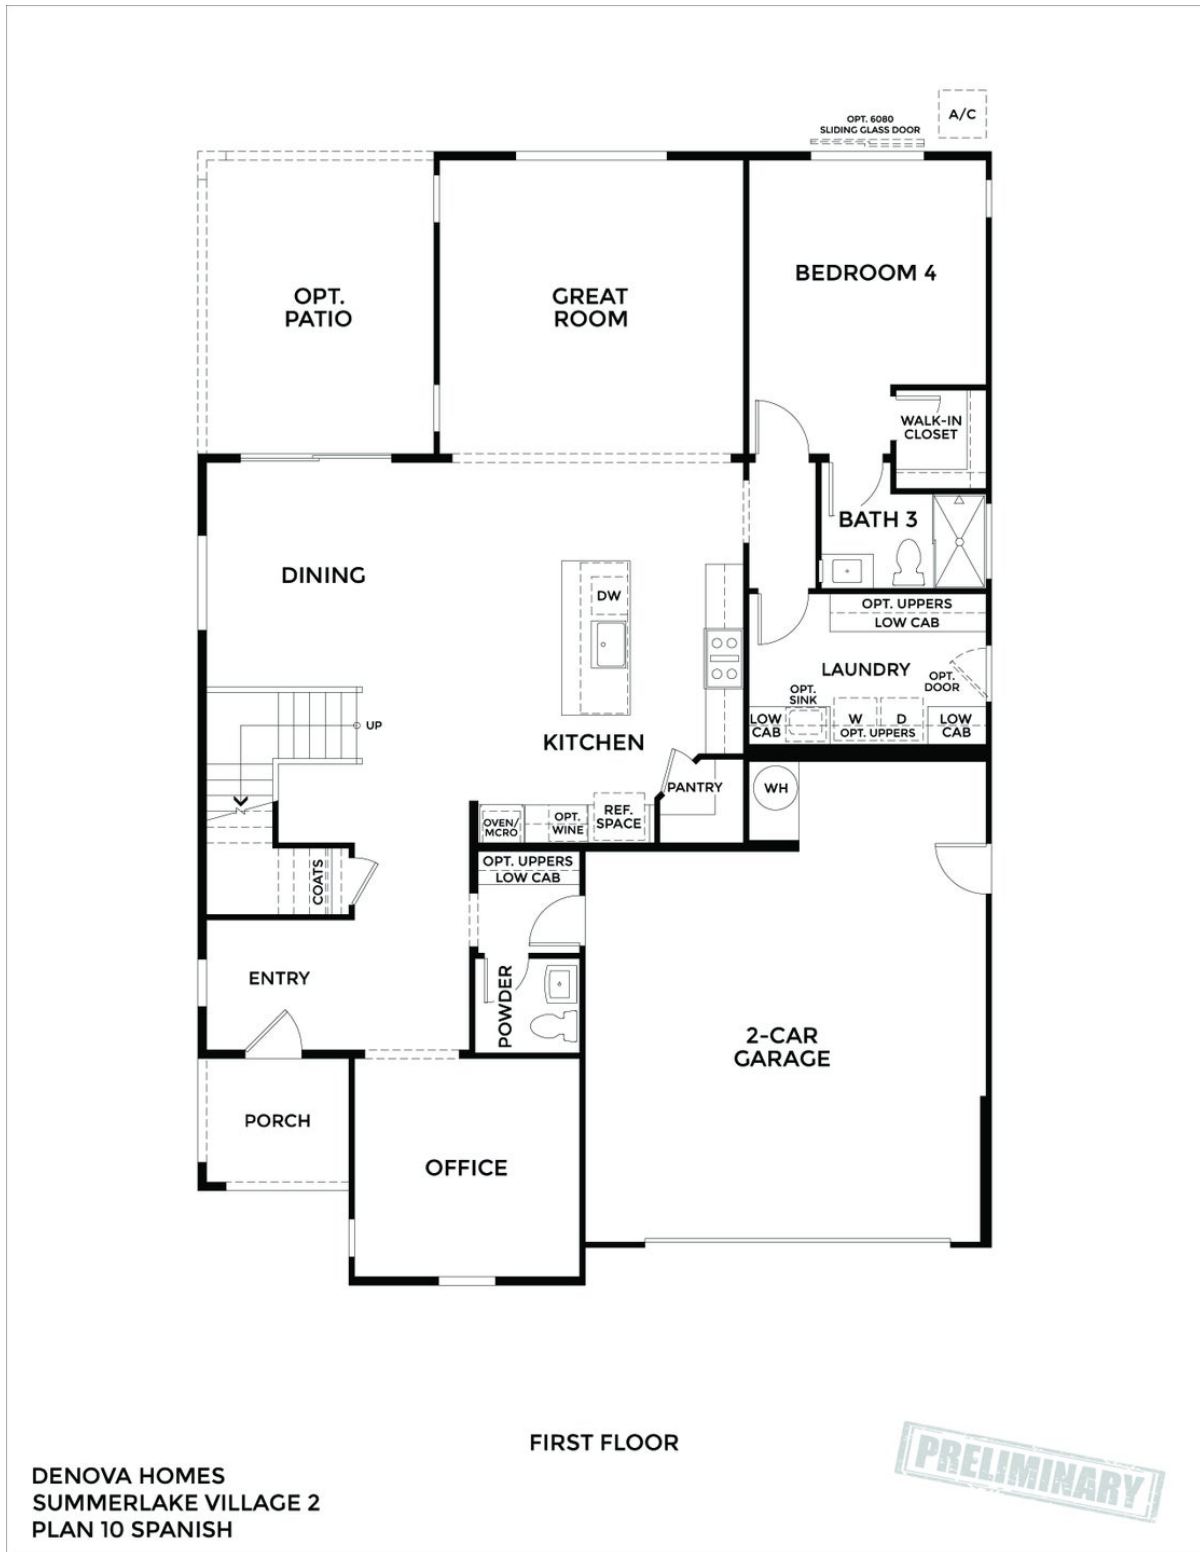 A/C
OPT. 6080
SLIDING GLASS DOOR
BEDROOM 4
OPT.
PATIO
GREAT
ROOM
WALK-IN
CLOSET
BATH 3
DINING
DW
OPT. UPPERS
LOW CAB
LAUNDRY
OPT.
DOOR
OPT.
SINK
LOW
CAB
W
D
OPT. UPPERS
LOW
CAB
UP
KITCHEN
PANTRY
WH
OVEN/
MCRO
OPT.
WINE
REF.
SPACE
OPT. UPPERS
LOW CAB
COATS
ENTRY
POWDER
2-CAR
GARAGE
PORCH
OFFICE
FIRST FLOOR
PRELIMINARY
DENOVA HOMES
SUMMERLAKE VILLAGE 2
PLAN 10 SPANISH